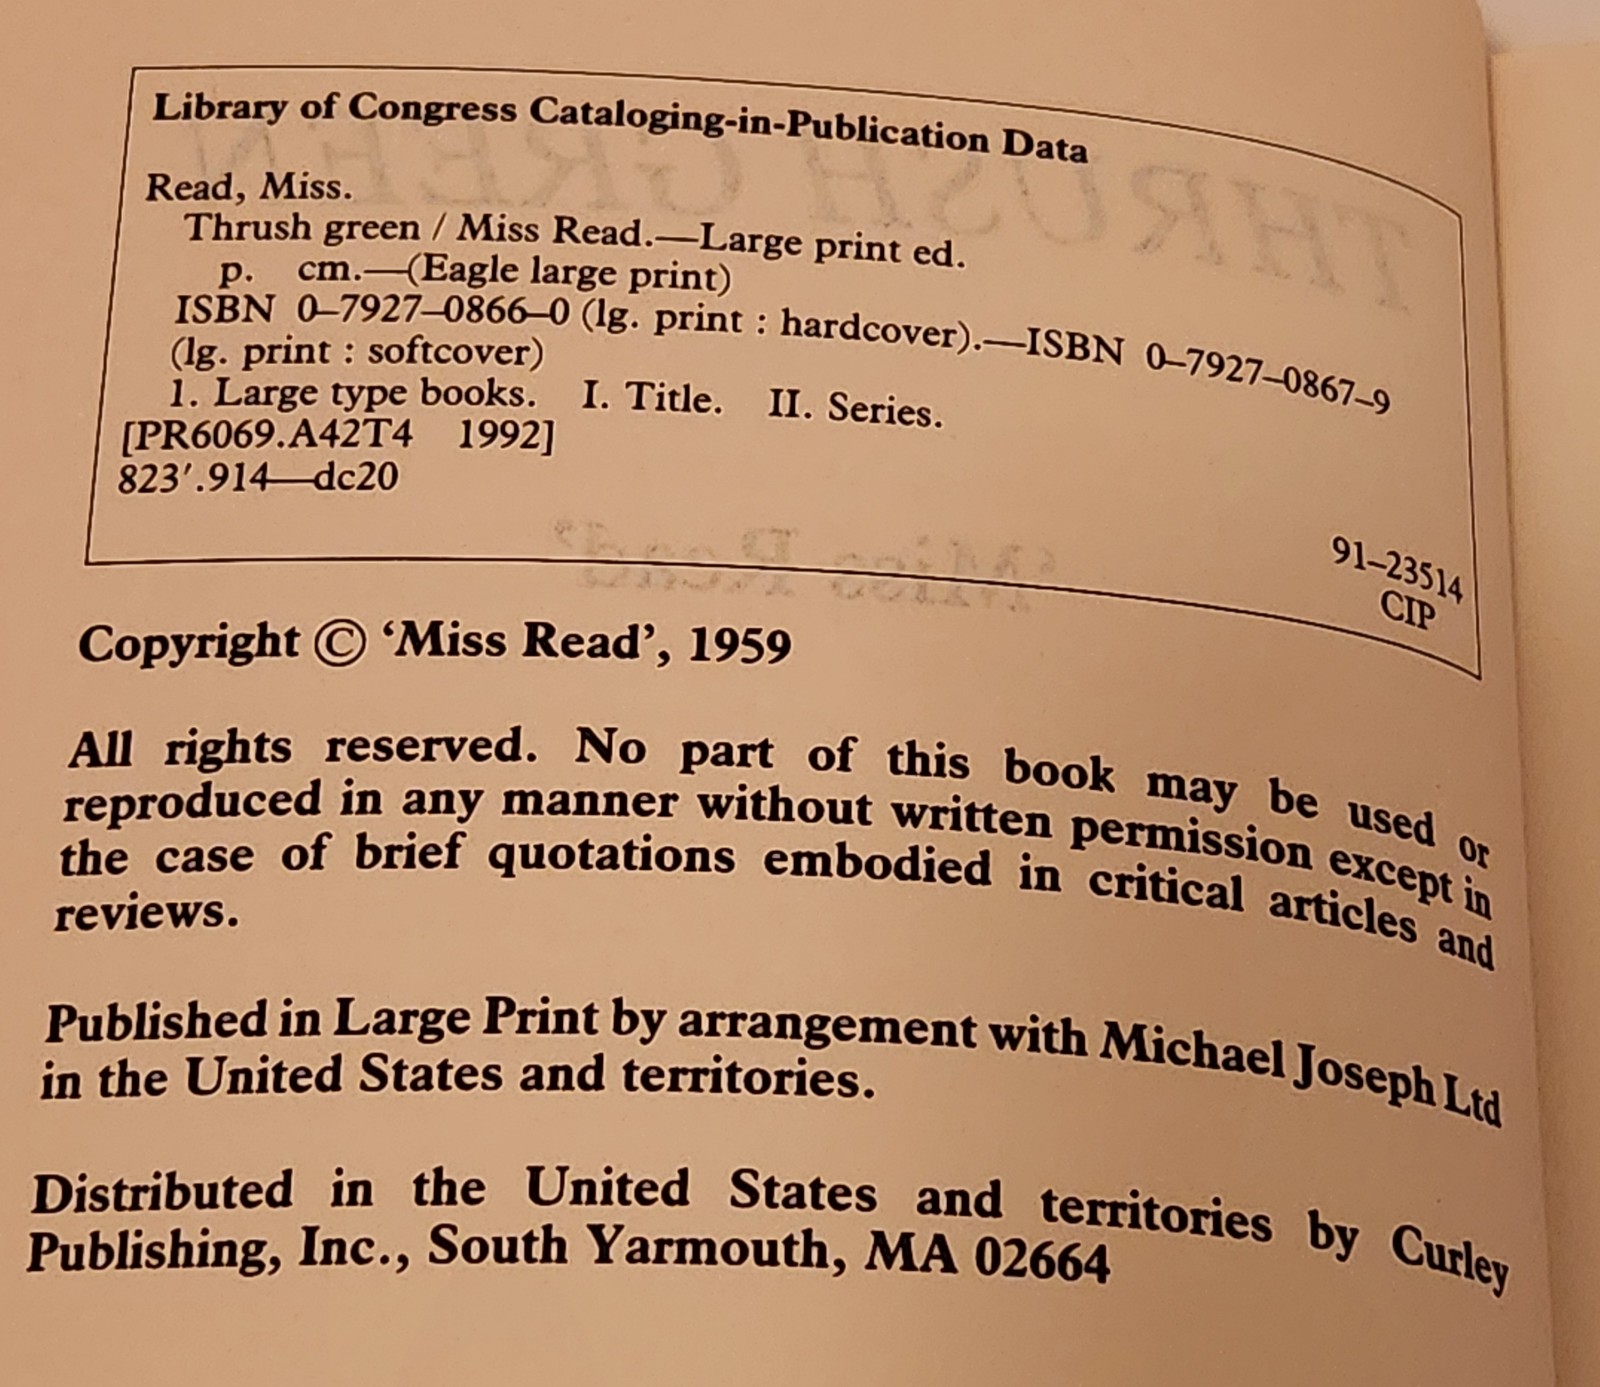 Library of Congress Cataloging-in-Publication Data
Read, Miss.
Thrush green / Miss Read.—Large print ed.
p. cm.—(Eagle large print)
ISBN 0–7927–0866–0 (lg. print : hardcover).—ISBN 0–7927–0867–9
(lg. print : softcover)
1. Large type books. I. Title. II. Series.
[PR6069.A42T4 1992]
823′.914—dc20
91–23514
CIP
Copyright © ‘Miss Read’, 1959
All rights reserved. No part of this book may be used or
reproduced in any manner without written permission except in
the case of brief quotations embodied in critical articles and
reviews.
Published in Large Print by arrangement with Michael Joseph Ltd
in the United States and territories.
Distributed in the United States and territories by Curley
Publishing, Inc., South Yarmouth, MA 02664
THRUSH GREEN
‘Miss Read’